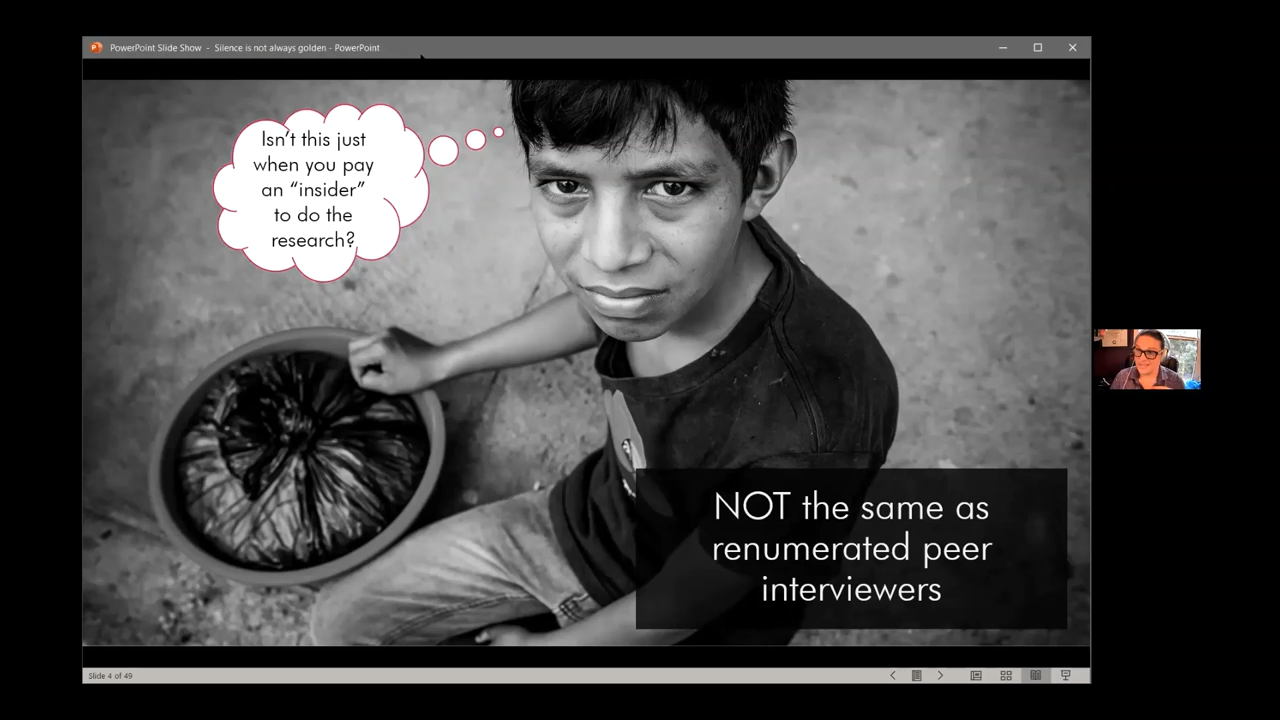 PowerPoint Slide Show - Silence is not always golden - PowerPoint
Isn't this just
when you pay
an “insider”
to do the
research?
NOT the same as
renumerated peer
interviewers
Slide 4 of 49